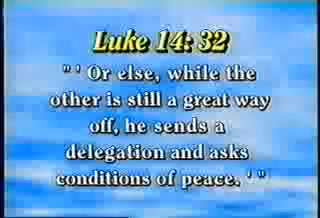 Luke 14: 32
" ' Or else, while the
other is still a great way
off, he sends a
delegation and asks
conditions of peace. ' "